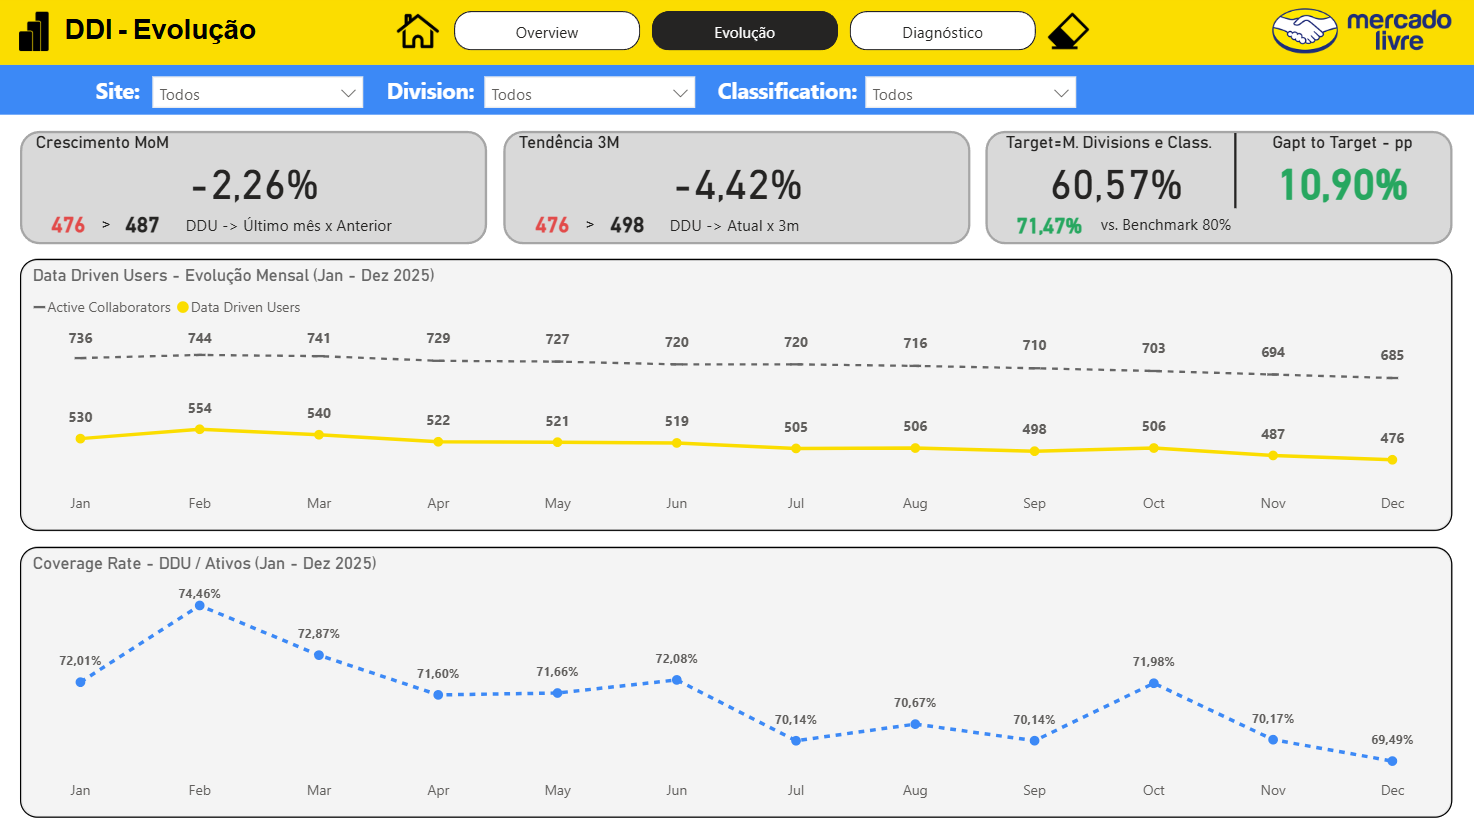 DDI - Evolução
Overview
Evolução
Diagnóstico
mercado
livre
Site:
Todos
Division:
Todos
Classification:
Todos
Crescimento MoM
-2,26%
476 > 487 DDU -> Último mês x Anterior
Tendência 3M
-4,42%
476 > 498 DDU -> Atual x 3m
Target=M. Divisions e Class.
60,57%
71,47% vs. Benchmark 80%
Gapt to Target - pp
10,90%
Data Driven Users - Evolução Mensal (Jan - Dez 2025)
Active Collaborators Data Driven Users
736 744 741 729 727 720 720 716 710 703 694 685
530 554 540 522 521 519 505 506 498 506 487 476
Jan Feb Mar Apr May Jun Jul Aug Sep Oct Nov Dec
Coverage Rate - DDU / Ativos (Jan - Dez 2025)
72,01% 74,46% 72,87% 71,60% 71,66% 72,08% 70,14% 70,67% 70,14% 71,98% 70,17% 69,49%
Jan Feb Mar Apr May Jun Jul Aug Sep Oct Nov Dec